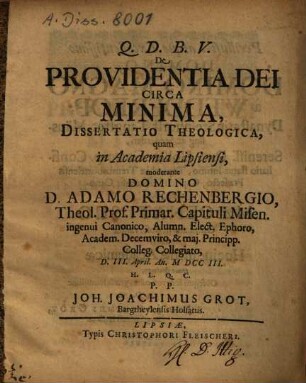 A. Diss. 8001
Q. D. B. V.
De
PROVIDENTIA DEI
CIRCA
MINIMA,
DISSERTATIO THEOLOGICA,
quam
in Academia Lipsiensi,
moderante
DOMINO
D. ADAMO RECHENBERGIO,
Theol. Prof. Primar. Capituli Misen.
ingenui Canonico, Alumn. Elect. Ephoro,
Academ. Decemviro, & maj. Principp.
Colleg. Collegiato,
D. III. April. An. M DCC III.
H. L. Q. C.
P. P.
JOH. JOACHIMUS GROT,
Bargtheylensis Holsatus.
LIPSIÆ,
Typis CHRISTOPHORI FLEISCHERI.